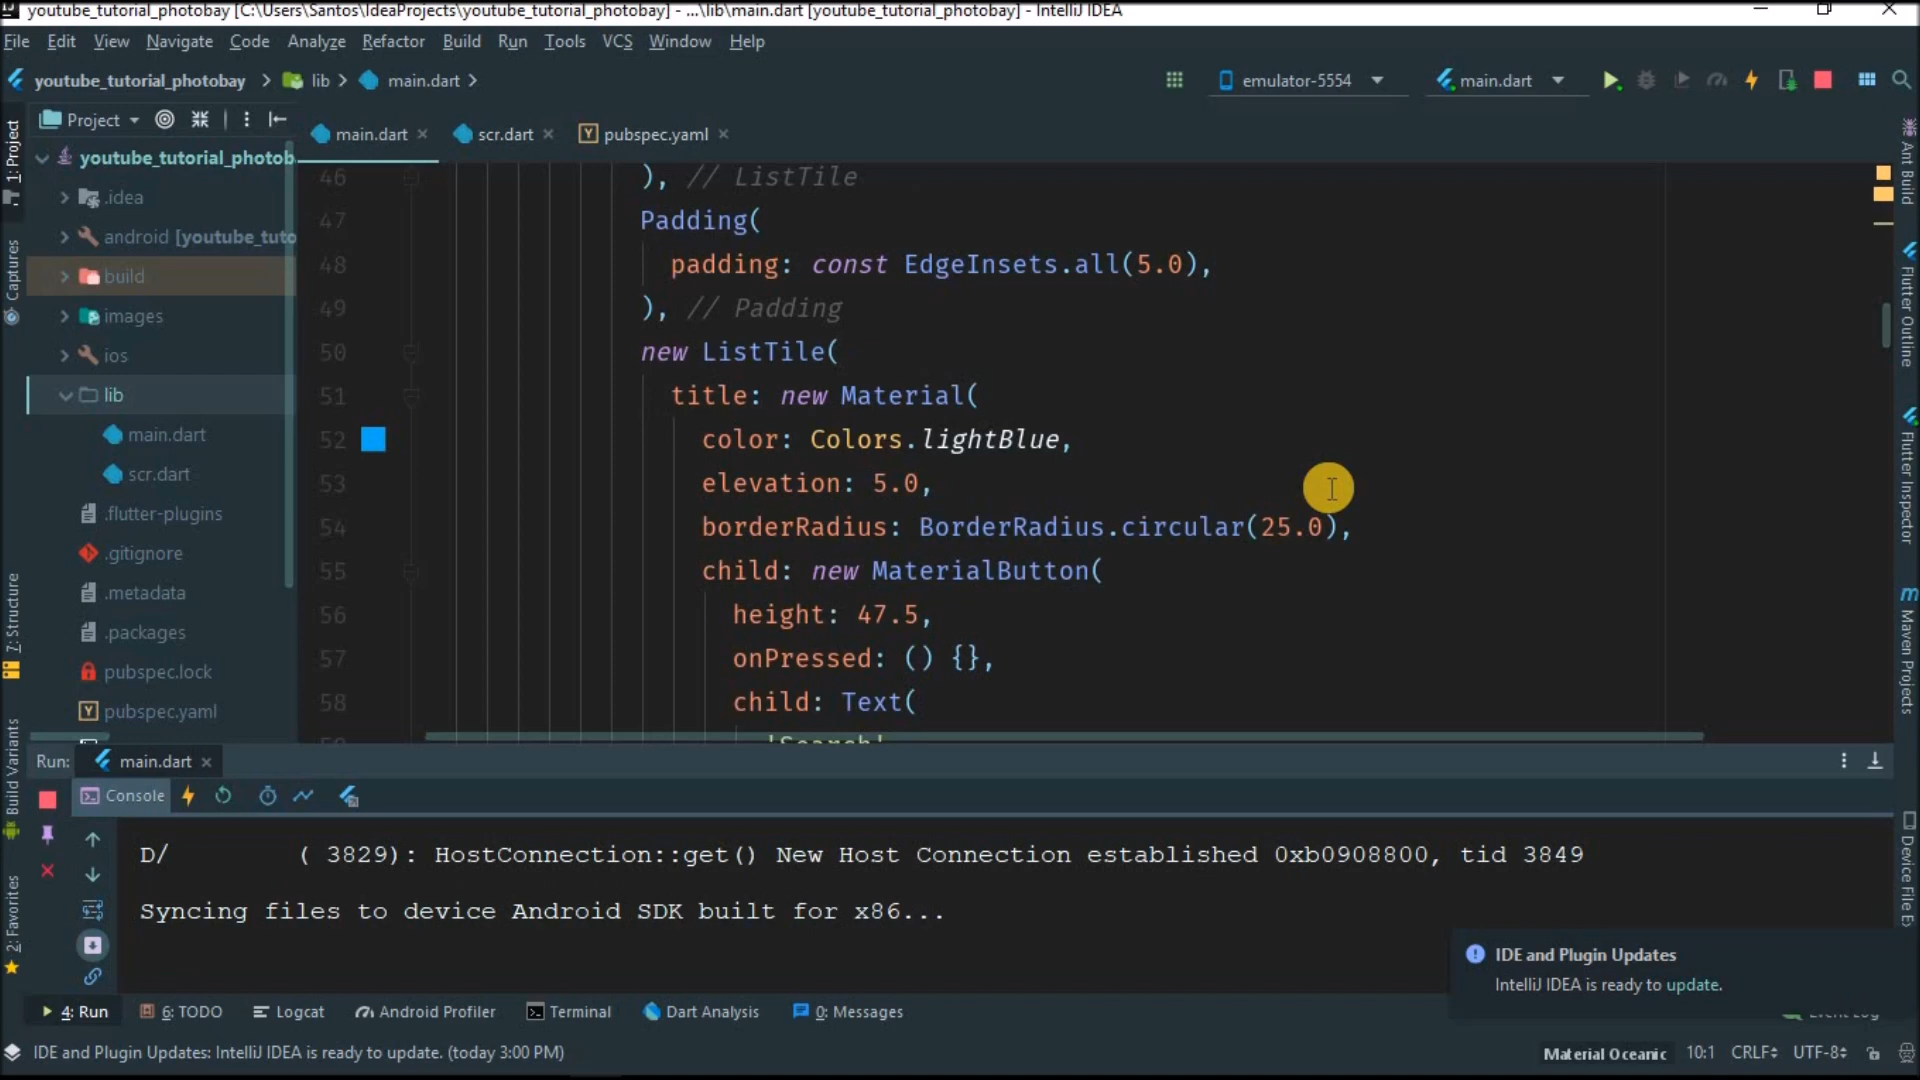 youtube_tutorial_photobay [C:\Users\Santos\IdeaProjects\youtube_tutorial_photobay] - ...\lib\main.dart [youtube_tutorial_photobay] - IntelliJ IDEA
File Edit View Navigate Code Analyze Refactor Build Run Tools VCS Window Help
youtube_tutorial_photobay lib main.dart emulator-5554 main.dart
Project
main.dart scr.dart pubspec.yaml
youtube_tutorial_photob
.idea
android [youtube_tuto
build
images
ios
lib
main.dart
scr.dart
.flutter-plugins
.gitignore
.metadata
.packages
pubspec.lock
pubspec.yaml
1: Project
Captures
7: Structure
Build Variants
2: Favorites
46 ), // ListTile
47 Padding(
48 padding: const EdgeInsets.all(5.0),
49 ), // Padding
50 new ListTile(
51 title: new Material(
52 color: Colors.lightBlue,
53 elevation: 5.0,
54 borderRadius: BorderRadius.circular(25.0),
55 child: new MaterialButton(
56 height: 47.5,
57 onPressed: () {},
58 child: Text(
'Search'
Ant Build
Flutter Outline
Flutter Inspector
m Maven Projects
Run: main.dart
Console
D/ ( 3829): HostConnection::get() New Host Connection established 0xb0908800, tid 3849
Syncing files to device Android SDK built for x86...
IDE and Plugin Updates
IntelliJ IDEA is ready to update.
4: Run 6: TODO Logcat Android Profiler Terminal Dart Analysis 0: Messages Event Log
IDE and Plugin Updates: IntelliJ IDEA is ready to update. (today 3:00 PM) Material Oceanic 10:1 CRLF UTF-8